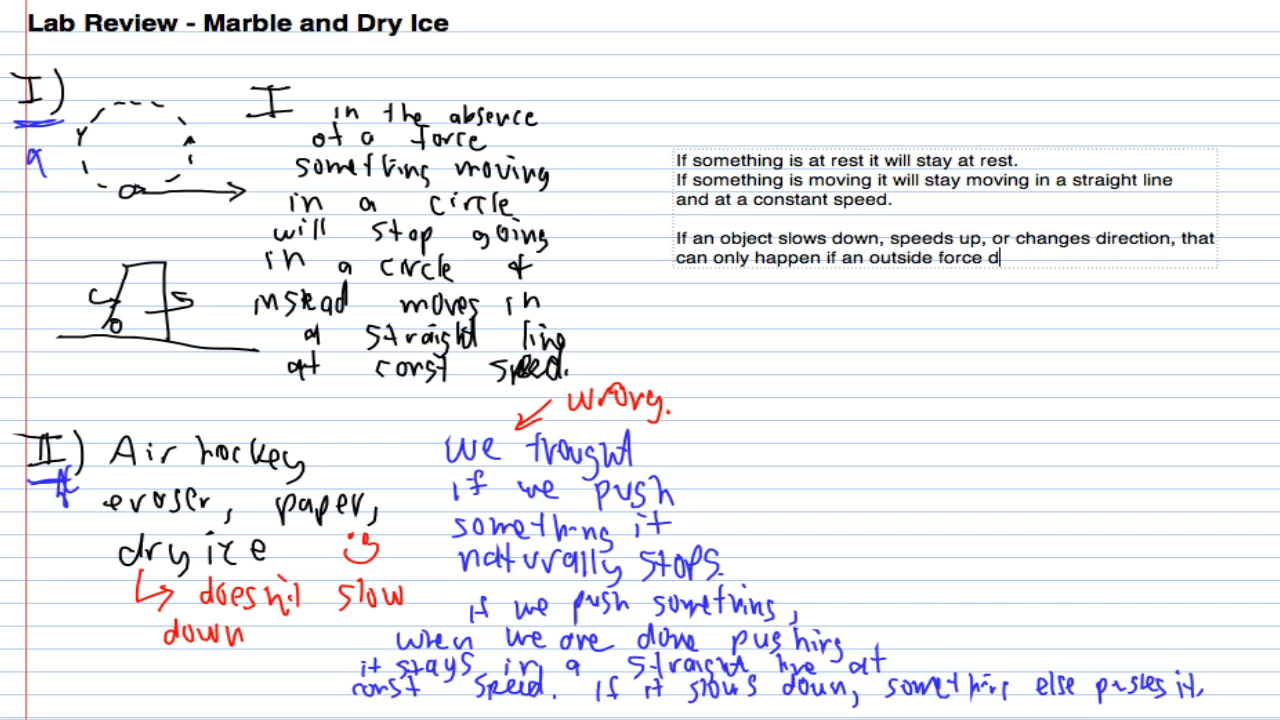 Lab Review - Marble and Dry Ice
I)
a
I in the absence
of a force
something moving
in a circle
will stop going
in a circle &
instead moves in
a straight line
at const speed.
If something is at rest it will stay at rest.
If something is moving it will stay moving in a straight line
and at a constant speed.
If an object slows down, speeds up, or changes direction, that
can only happen if an outside force d
II) Air hockey
eraser, paper,
dry ice
doesn't slow
down
wrong.
we thought
if we push
something it
naturally stops.
if we push something,
when we are done pushing
it stays in a straight line at
const speed. If it slows down, something else pushes it.